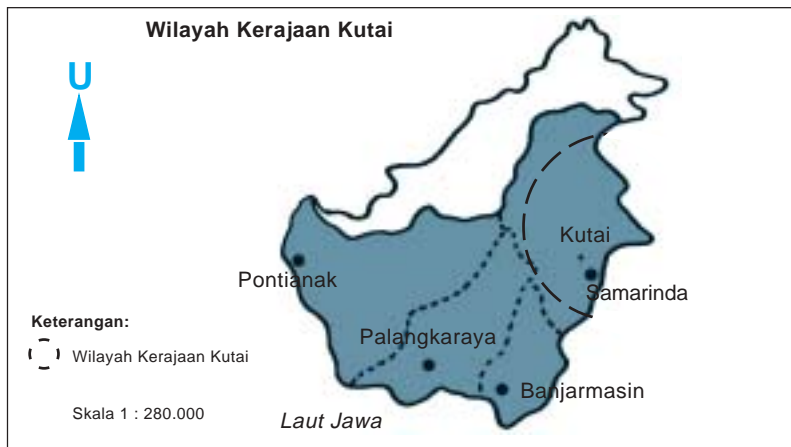 Wilayah Kerajaan Kutai
U
Kutai
Pontianak
Samarinda
Keterangan:
Palangkaraya
Wilayah Kerajaan Kutai
Banjarmasin
Skala 1 : 280.000
Laut Jawa